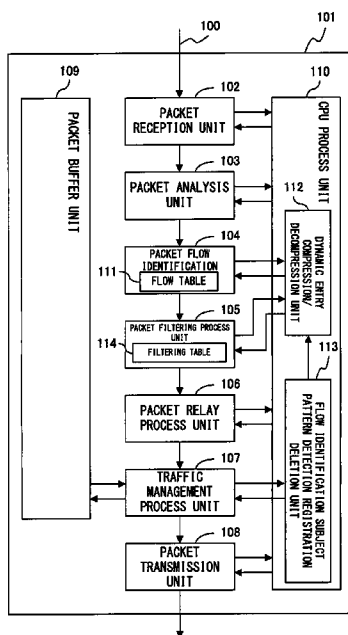 100
101
109
PACKET BUFFER UNIT
102
PACKET
RECEPTION UNIT
110
CPU PROCESS UNIT
103
PACKET ANALYSIS
UNIT
112
DYNAMIC ENTRY
COMPRESSION/
DECOMPRESSION UNIT
104
PACKET FLOW
IDENTIFICATION
111
FLOW TABLE
105
PACKET FILTERING PROCESS
UNIT
114
FILTERING TABLE
113
FLOW IDENTIFICATION SUBJECT
PATTERN DETECTION REGISTRATION
DELETION UNIT
106
PACKET RELAY
PROCESS UNIT
107
TRAFFIC
MANAGEMENT
PROCESS UNIT
108
PACKET
TRANSMISSION
UNIT